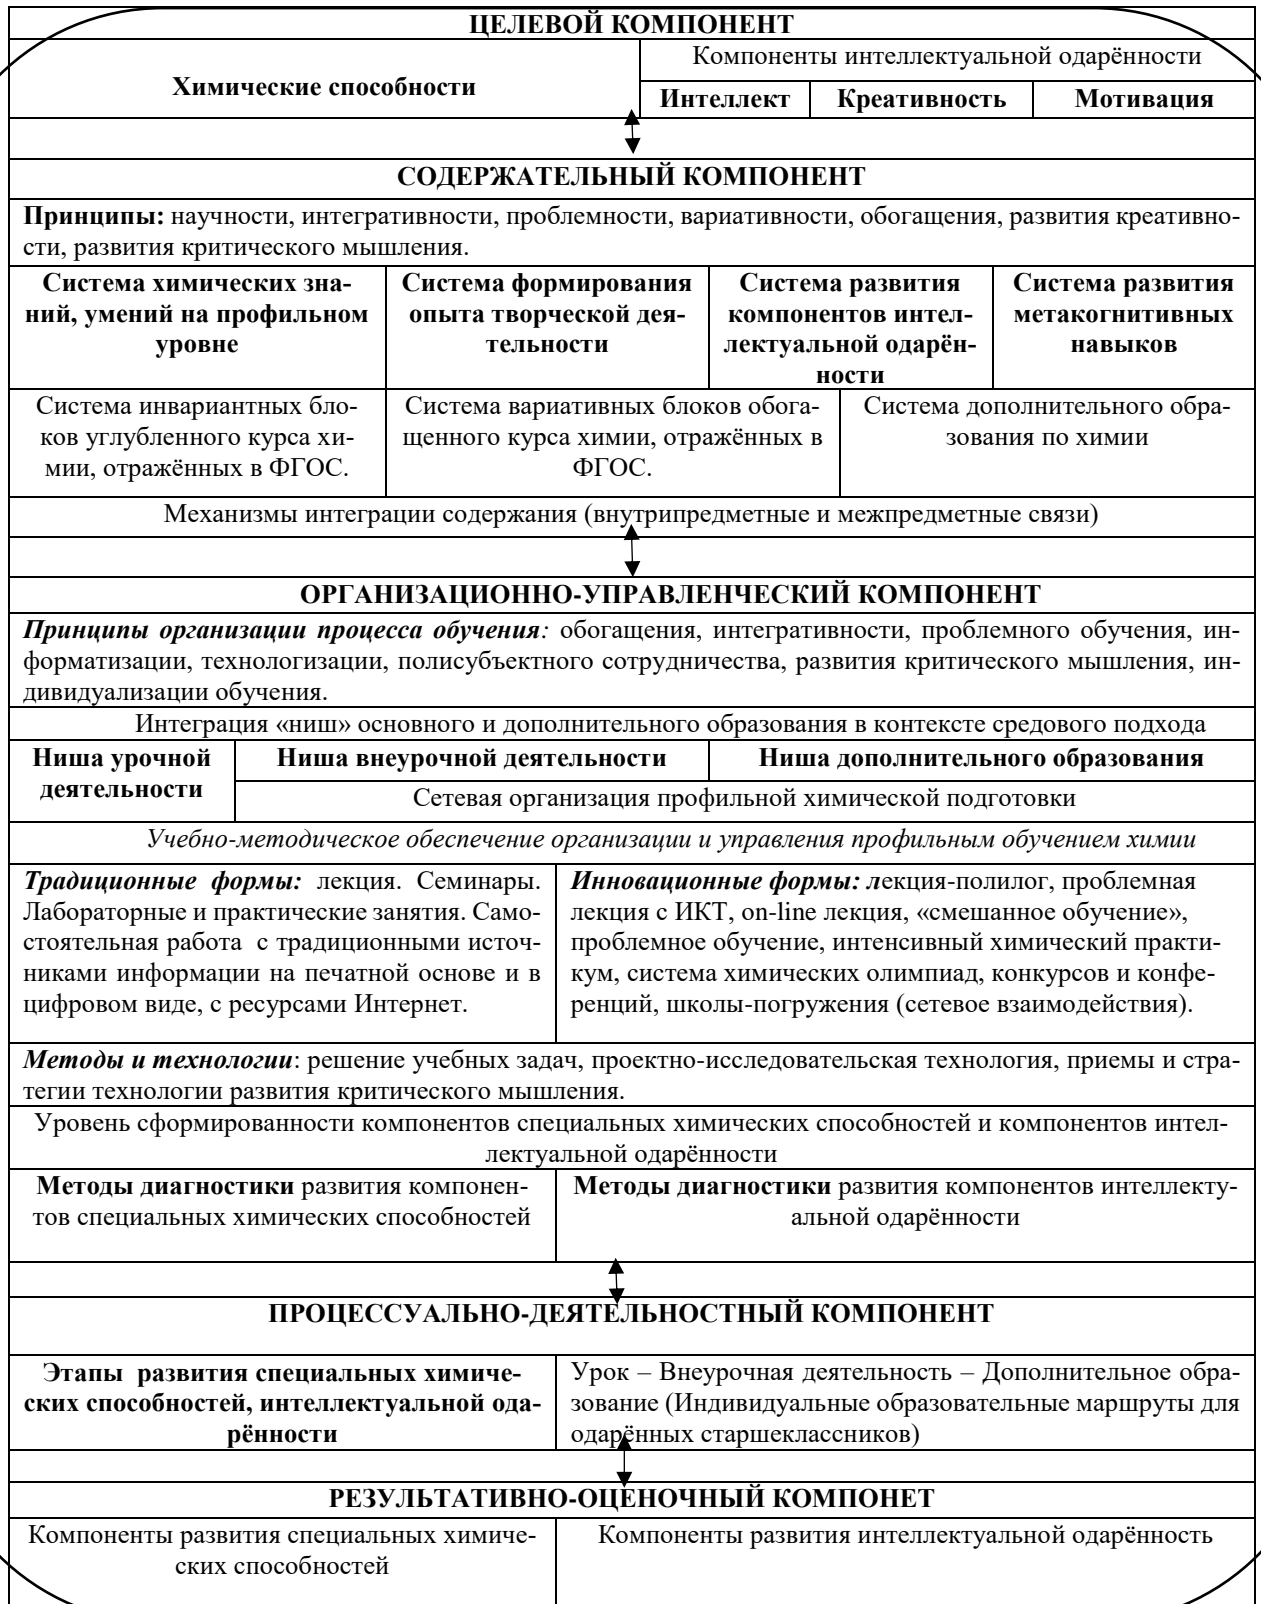 ЦЕЛЕВОЙ КОМПОНЕНТ
Химические способности
Компоненты интеллектуальной одарённости
Интеллект
Креативность
Мотивация
СОДЕРЖАТЕЛЬНЫЙ КОМПОНЕНТ
Принципы: научности, интегративности, проблемности, вариативности, обогащения, развития креативно-
сти, развития критического мышления.
Система химических зна-
ний, умений на профильном
уровне
Система формирования
опыта творческой дея-
тельности
Система развития
компонентов интел-
лектуальной одарён-
ности
Система развития
метакогнитивных
навыков
Система инвариантных бло-
ков углубленного курса хи-
мии, отражённых в ФГОС.
Система вариативных блоков обога-
щенного курса химии, отражённых в
ФГОС.
Система дополнительного обра-
зования по химии
Механизмы интеграции содержания (внутрипредметные и межпредметные связи)
ОРГАНИЗАЦИОННО-УПРАВЛЕНЧЕСКИЙ КОМПОНЕНТ
Принципы организации процесса обучения: обогащения, интегративности, проблемного обучения, ин-
форматизации, технологизации, полисубъектного сотрудничества, развития критического мышления, ин-
дивидуализации обучения.
Интеграция «ниш» основного и дополнительного образования в контексте средового подхода
Ниша урочной
деятельности
Ниша внеурочной деятельности
Ниша дополнительного образования
Сетевая организация профильной химической подготовки
Учебно-методическое обеспечение организации и управления профильным обучением химии
Традиционные формы: лекция. Семинары.
Лабораторные и практические занятия. Само-
стоятельная работа с традиционными источ-
никами информации на печатной основе и в
цифровом виде, с ресурсами Интернет.
Инновационные формы: лекция-полилог, проблемная
лекция с ИКТ, on-line лекция, «смешанное обучение»,
проблемное обучение, интенсивный химический практи-
кум, система химических олимпиад, конкурсов и конфе-
ренций, школы-погружения (сетевое взаимодействия).
Методы и технологии: решение учебных задач, проектно-исследовательская технология, приемы и стра-
тегии технологии развития критического мышления.
Уровень сформированности компонентов специальных химических способностей и компонентов интел-
лектуальной одарённости
Методы диагностики развития компонен-
тов специальных химических способностей
Методы диагностики развития компонентов интеллекту-
альной одарённости
ПРОЦЕССУАЛЬНО-ДЕЯТЕЛЬНОСТНЫЙ КОМПОНЕНТ
Этапы развития специальных химиче-
ских способностей, интеллектуальной ода-
рённости
Урок – Внеурочная деятельность – Дополнительное обра-
зование (Индивидуальные образовательные маршруты для
одарённых старшеклассников)
РЕЗУЛЬТАТИВНО-ОЦЕНОЧНЫЙ КОМПОНЕТ
Компоненты развития специальных химиче-
ских способностей
Компоненты развития интеллектуальной одарённость